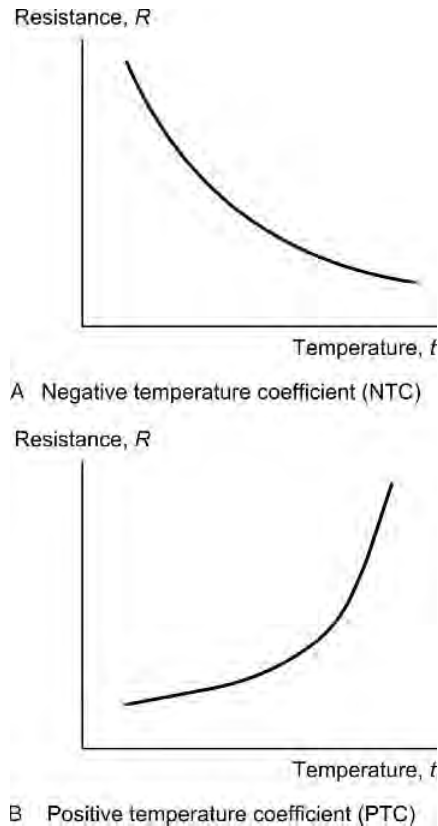 Resistance, R
Temperature, t
A Negative temperature coefficient (NTC)
Resistance, R
Temperature, t
B Positive temperature coefficient (PTC)